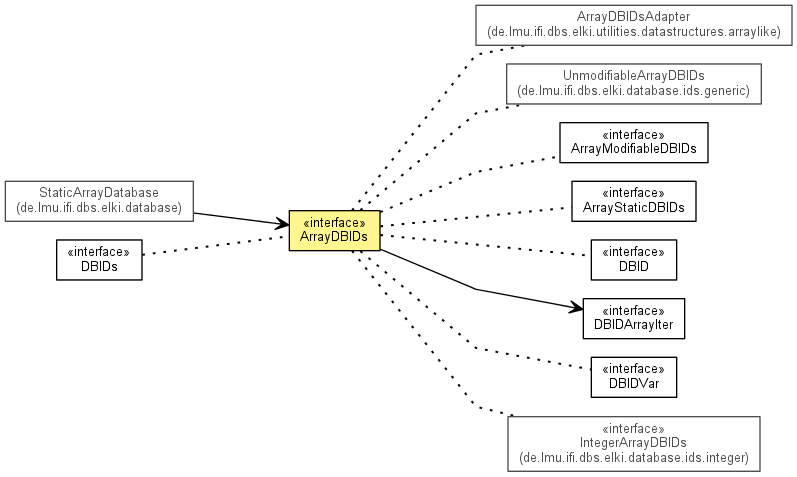 ArrayDBIDsAdapter
(de.lmu.ifi.dbs.elki.utilities.datastructures.arraylike)
UnmodifiableArrayDBIDs
(de.lmu.ifi.dbs.elki.database.ids.generic)
«interface»
ArrayModifiableDBIDs
StaticArrayDatabase
(de.lmu.ifi.dbs.elki.database)
«interface»
ArrayStaticDBIDs
«interface»
ArrayDBIDs
«interface»
DBIDs
«interface»
DBID
«interface»
DBIDArrayIter
«interface»
DBIDVar
«interface»
IntegerArrayDBIDs
(de.lmu.ifi.dbs.elki.database.ids.integer)